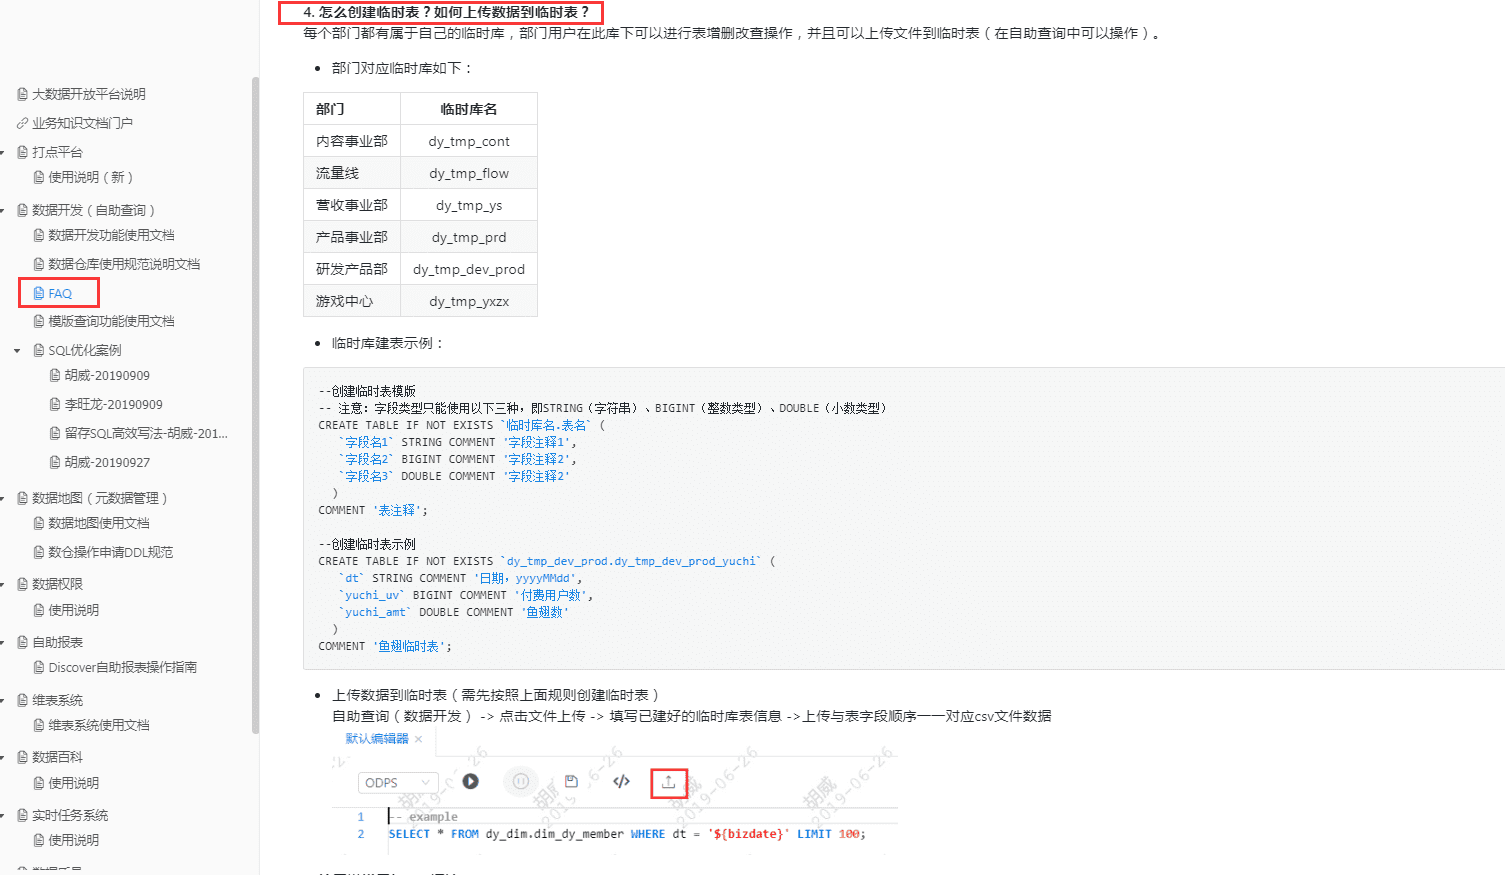 大数据开放平台说明
业务知识文档门户
打点平台
使用说明（新）
数据开发（自助查询）
数据开发功能使用文档
数据仓库使用规范说明文档
FAQ
模版查询功能使用文档
SQL优化案例
胡威-20190909
李旺龙-20190909
留存SQL高效写法-胡威-201...
胡威-20190927
数据地图（元数据管理）
数据地图使用文档
数仓操作申请DDL规范
数据权限
使用说明
自助报表
Discover自助报表操作指南
维表系统
维表系统使用文档
数据百科
使用说明
实时任务系统
使用说明
4. 怎么创建临时表？如何上传数据到临时表？
每个部门都有属于自己的临时库，部门用户在此库下可以进行表增删改查操作，并且可以上传文件到临时表（在自助查询中可以操作）。
部门对应临时库如下：
部门 临时库名
内容事业部 dy_tmp_cont
流量线 dy_tmp_flow
营收事业部 dy_tmp_ys
产品事业部 dy_tmp_prd
研发产品部 dy_tmp_dev_prod
游戏中心 dy_tmp_yxzx
临时库建表示例：
--创建临时表模版
-- 注意：字段类型只能使用以下三种，即STRING（字符串）、BIGINT（整数类型）、DOUBLE（小数类型）
CREATE TABLE IF NOT EXISTS `临时库名.表名` (
`字段名1` STRING COMMENT '字段注释1',
`字段名2` BIGINT COMMENT '字段注释2',
`字段名3` DOUBLE COMMENT '字段注释2'
)
COMMENT '表注释';
--创建临时表示例
CREATE TABLE IF NOT EXISTS `dy_tmp_dev_prod.dy_tmp_dev_prod_yuchi` (
`dt` STRING COMMENT '日期，yyyyMMdd',
`yuchi_uv` BIGINT COMMENT '付费用户数',
`yuchi_amt` DOUBLE COMMENT '鱼翅数'
)
COMMENT '鱼翅临时表';
上传数据到临时表（需先按照上面规则创建临时表）
自助查询（数据开发） -> 点击文件上传 -> 填写已建好的临时库表信息 ->上传与表字段顺序一一对应csv文件数据
默认编辑器 ×
ODPS
1 -- example
2 SELECT * FROM dy_dim.dim_dy_member WHERE dt = '${bizdate}' LIMIT 100;
胡威
2019-06-26
胡威
2019-06-26